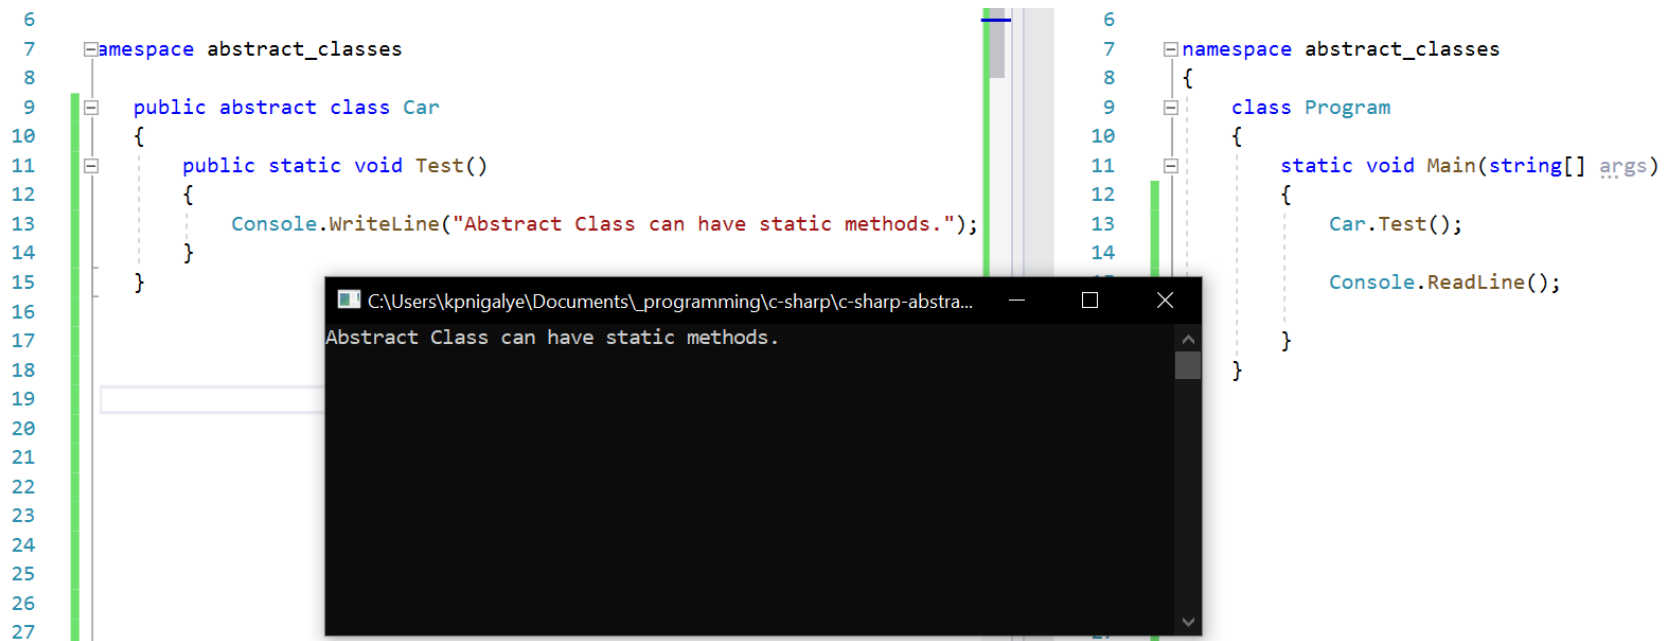 6
7 amespace abstract_classes
8
9 public abstract class Car
10 {
11 public static void Test()
12 {
13 Console.WriteLine("Abstract Class can have static methods.");
14 }
15 }
16
17
18
19
20
21
22
23
24
25
26
27
6
7 namespace abstract_classes
8 {
9 class Program
10 {
11 static void Main(string[] args)
12 {
13 Car.Test();
14
Console.ReadLine();
}
}
C:\Users\kpnigalye\Documents\_programming\c-sharp\c-sharp-abstra...
Abstract Class can have static methods.